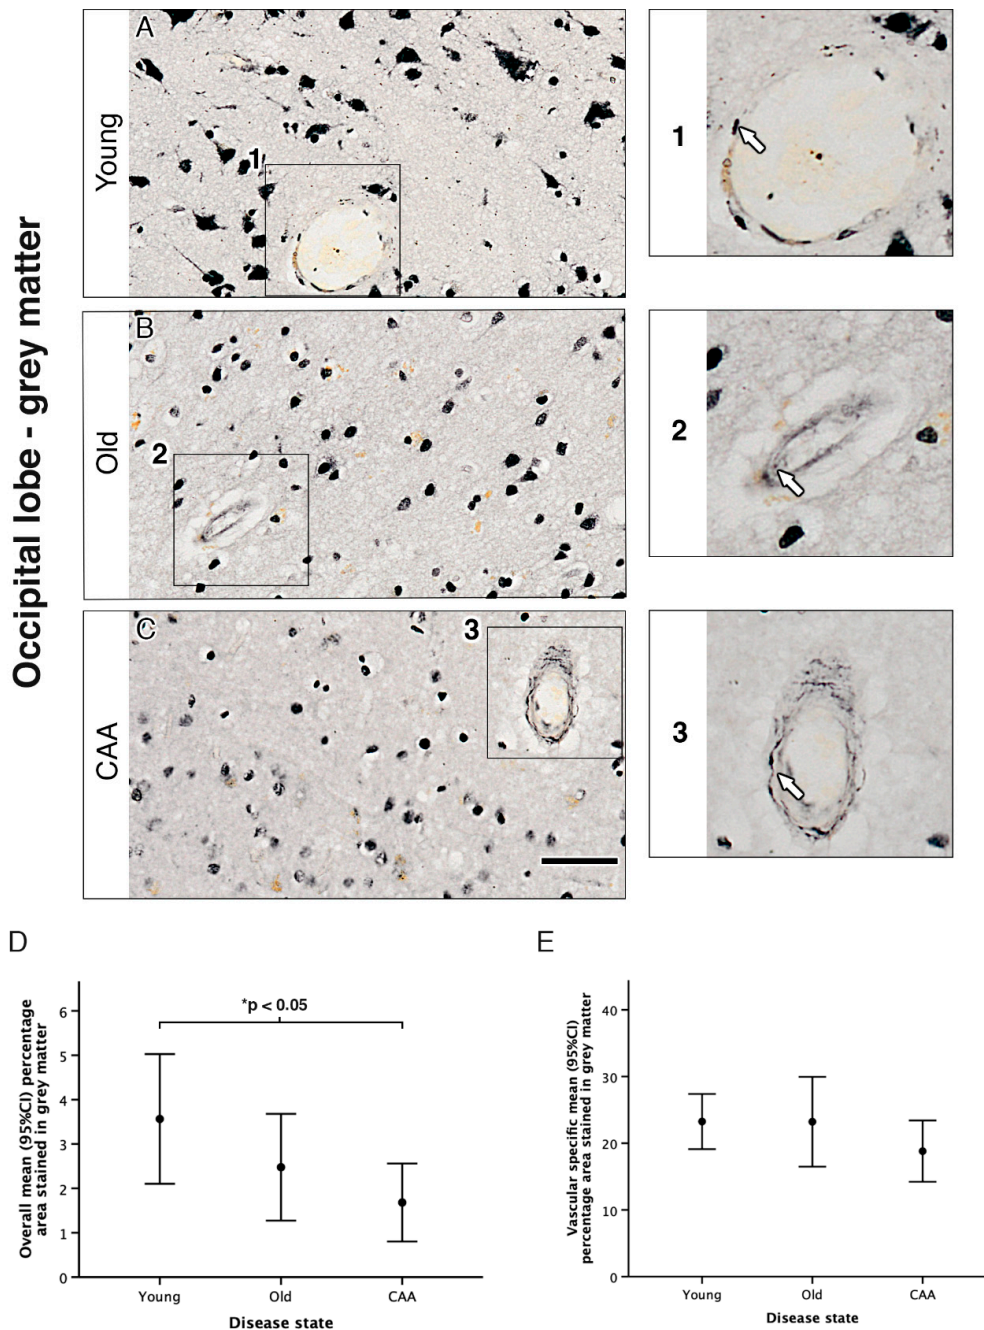 Occipital lobe - grey matter
Young
A
1
1
Old
B
2
2
CAA
C
3
3
D
Overall mean (95%CI) percentage
area stained in grey matter
6
5
4
3
2
1
0
*p < 0.05
Young Old CAA
Disease state
E
Vascular specific mean (95%CI)
percentage area stained in grey matter
40
30
20
10
0
Young Old CAA
Disease state